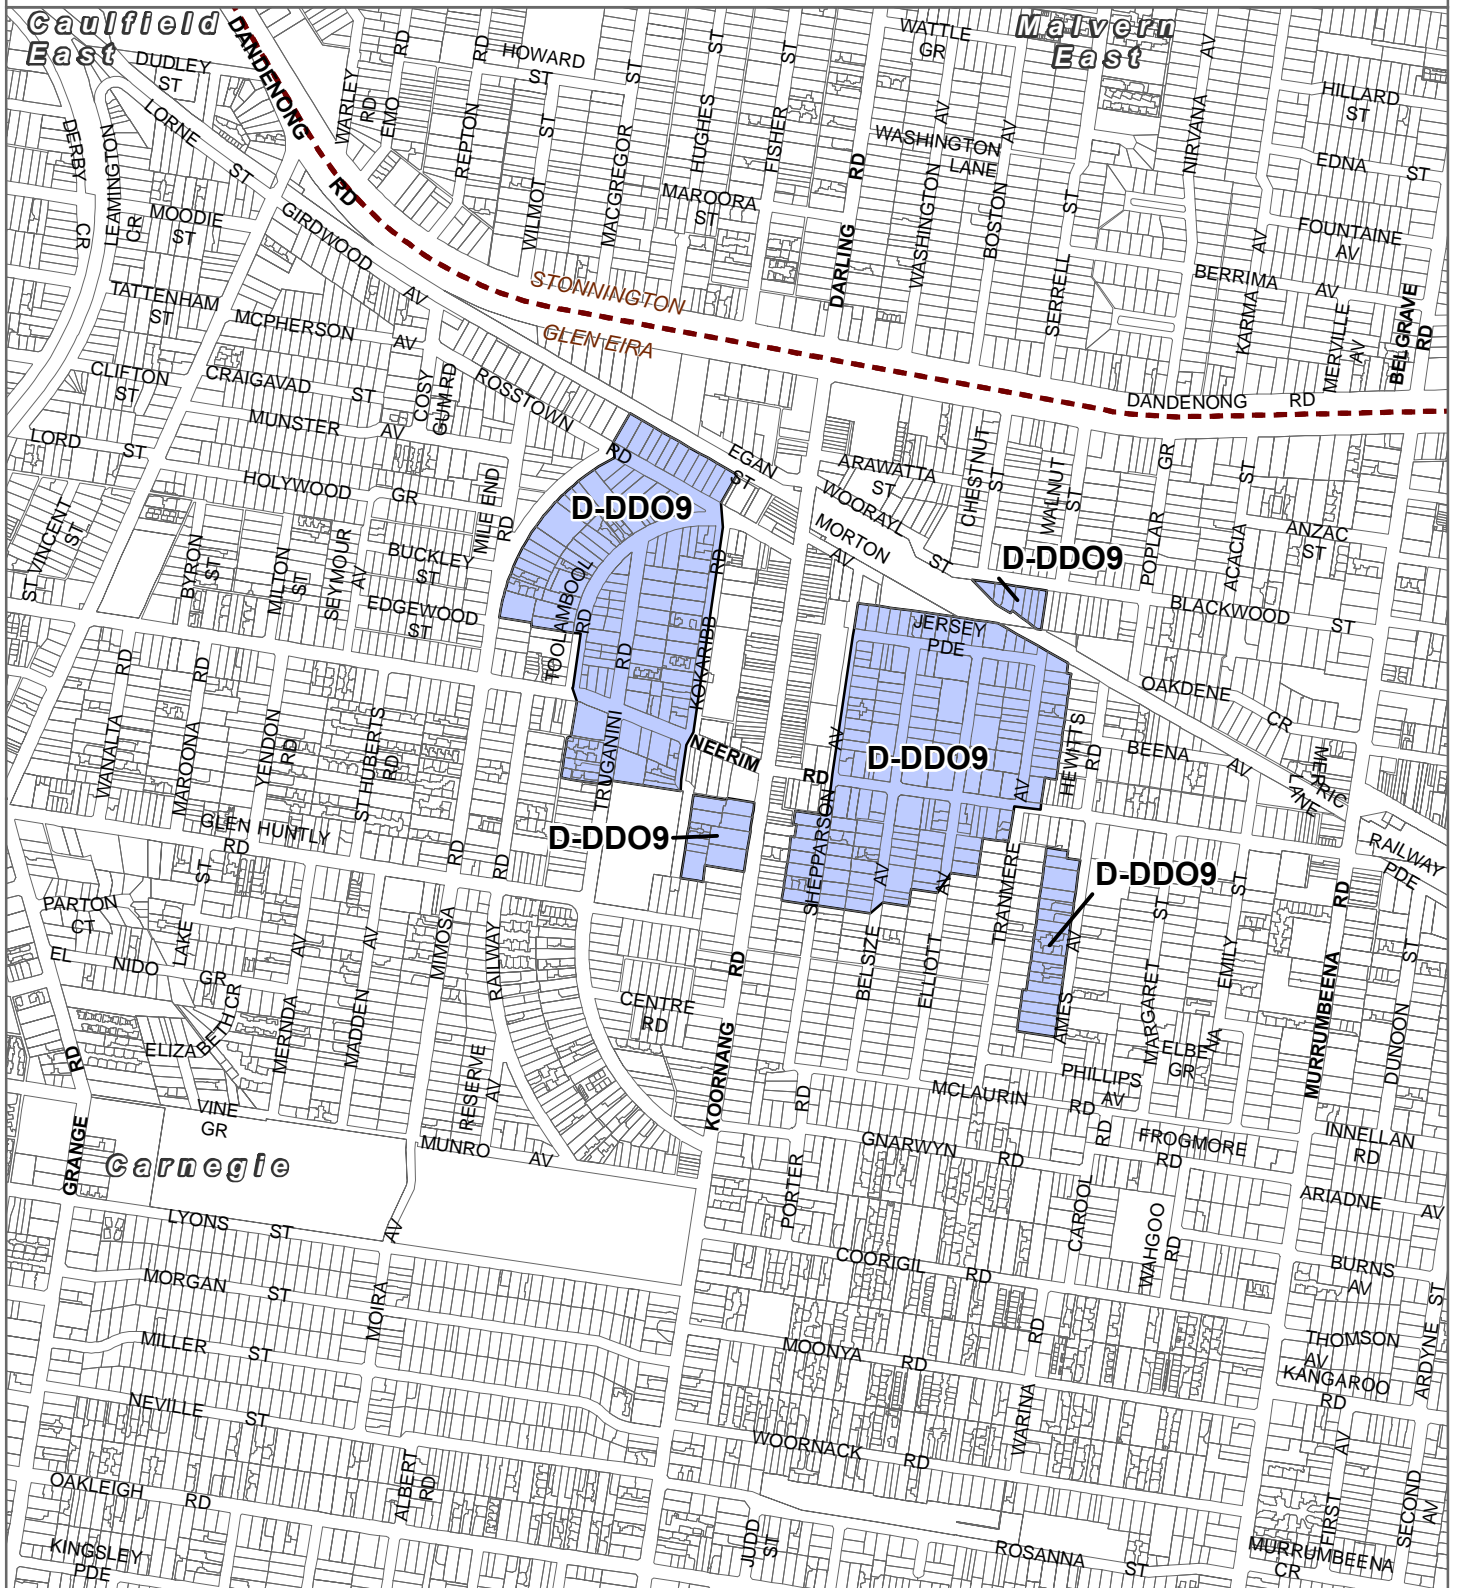 Caulfield
East
Malvern
East
DANDENONG
RD
DUDLEY
ST
LORNE
ST
DERBY
CR
LEAMINGTON
CR
MOODIE
ST
GIRDWOOD
AV
TATTENHAM
ST
MCPHERSON
AV
CLIFTON
ST
CRAIGAVAD
ST
MUNSTER
AV
LORD
ST
HOLYWOOD
GR
COSY
GUM RD
ROSSTOWN
RD
WARLEY
RD
EMO
RD
REPTON
RD
HOWARD
ST
WILMOT
ST
MACGREGOR
ST
HUGHES
ST
MAROORA
ST
FISHER
ST
DARLING
RD
WATTLE
GR
WASHINGTON
LANE
WASHINGTON
AV
BOSTON
AV
SERRELL
ST
NIRVANA
AV
HILLARD
ST
EDNA
ST
FOUNTAINE
AV
BERRIMA
AV
KARMA
AV
MERVILLE
AV
BELGRAVE
RD
STONNINGTON
GLEN EIRA
DANDENONG
RD
EGAN
ST
ARAWATTA
ST
WOORAYL
ST
MORTON
AV
CHESTNUT
ST
WALNUT
ST
POPLAR
GR
ACACIA
ST
ANZAC
ST
BLACKWOOD
ST
D-DDO9
D-DDO9
ST VINCENT
ST
BYRON
ST
MILTON
ST
SEYMOUR
AV
MILE END
RD
BUCKLEY
ST
EDGEWOOD
ST
TOOLAMBOOL
RD
KOKARIBB
RD
TRUGANINI
RD
JERSEY
PDE
OAKDENE
CR
BEENA
AV
MERRIC
LANE
HEWITTS
RD
D-DDO9
NEERIM
RD
WANALTA
RD
MAROONA
RD
YENDON
RD
ST HUBERTS
RD
GLEN HUNTLY
RD
D-DDO9
D-DDO9
SHEPPARSON
AV
BELSIZE
AV
ELLIOTT
AV
TRANMERE
AV
AMES
AV
MARGARET
ST
EMILY
ST
MURRUMBEENA
RD
RAILWAY
PDE
DUNOON
ST
PARTON
CT
EL
NIDO
GR
LAKE
ST
ELIZABETH CR
MERNDA
AV
MADDEN
AV
MIMOSA
RD
RAILWAY
RD
RESERVE
AV
CENTRE
RD
KOORNANG
RD
VINE
GR
GRANGE
RD
Carnegie
MUNRO
AV
ELBE
GR
NA
PHILLIPS
AV
MCLAURIN
RD
GNARWYN
RD
FROGMORE
RD
INNELLAN
RD
ARIADNE
AV
BURNS
AV
PORTER
RD
CAROOL
RD
WAHGOO
RD
COORIGIL
RD
LYONS
ST
MORGAN
ST
MOIRA
AV
MILLER
ST
NEVILLE
ST
MOONYA
RD
THOMSON
AV
KANGAROO
RD
ARDYNE ST
WARINA
RD
WOORNACK
RD
OAKLEIGH
RD
ALBERT
RD
KINGSLEY
PDE
JUDD
ST
ROSANNA
ST
FIRST
AV
SECOND
AV
MURRUMBEENA
CR